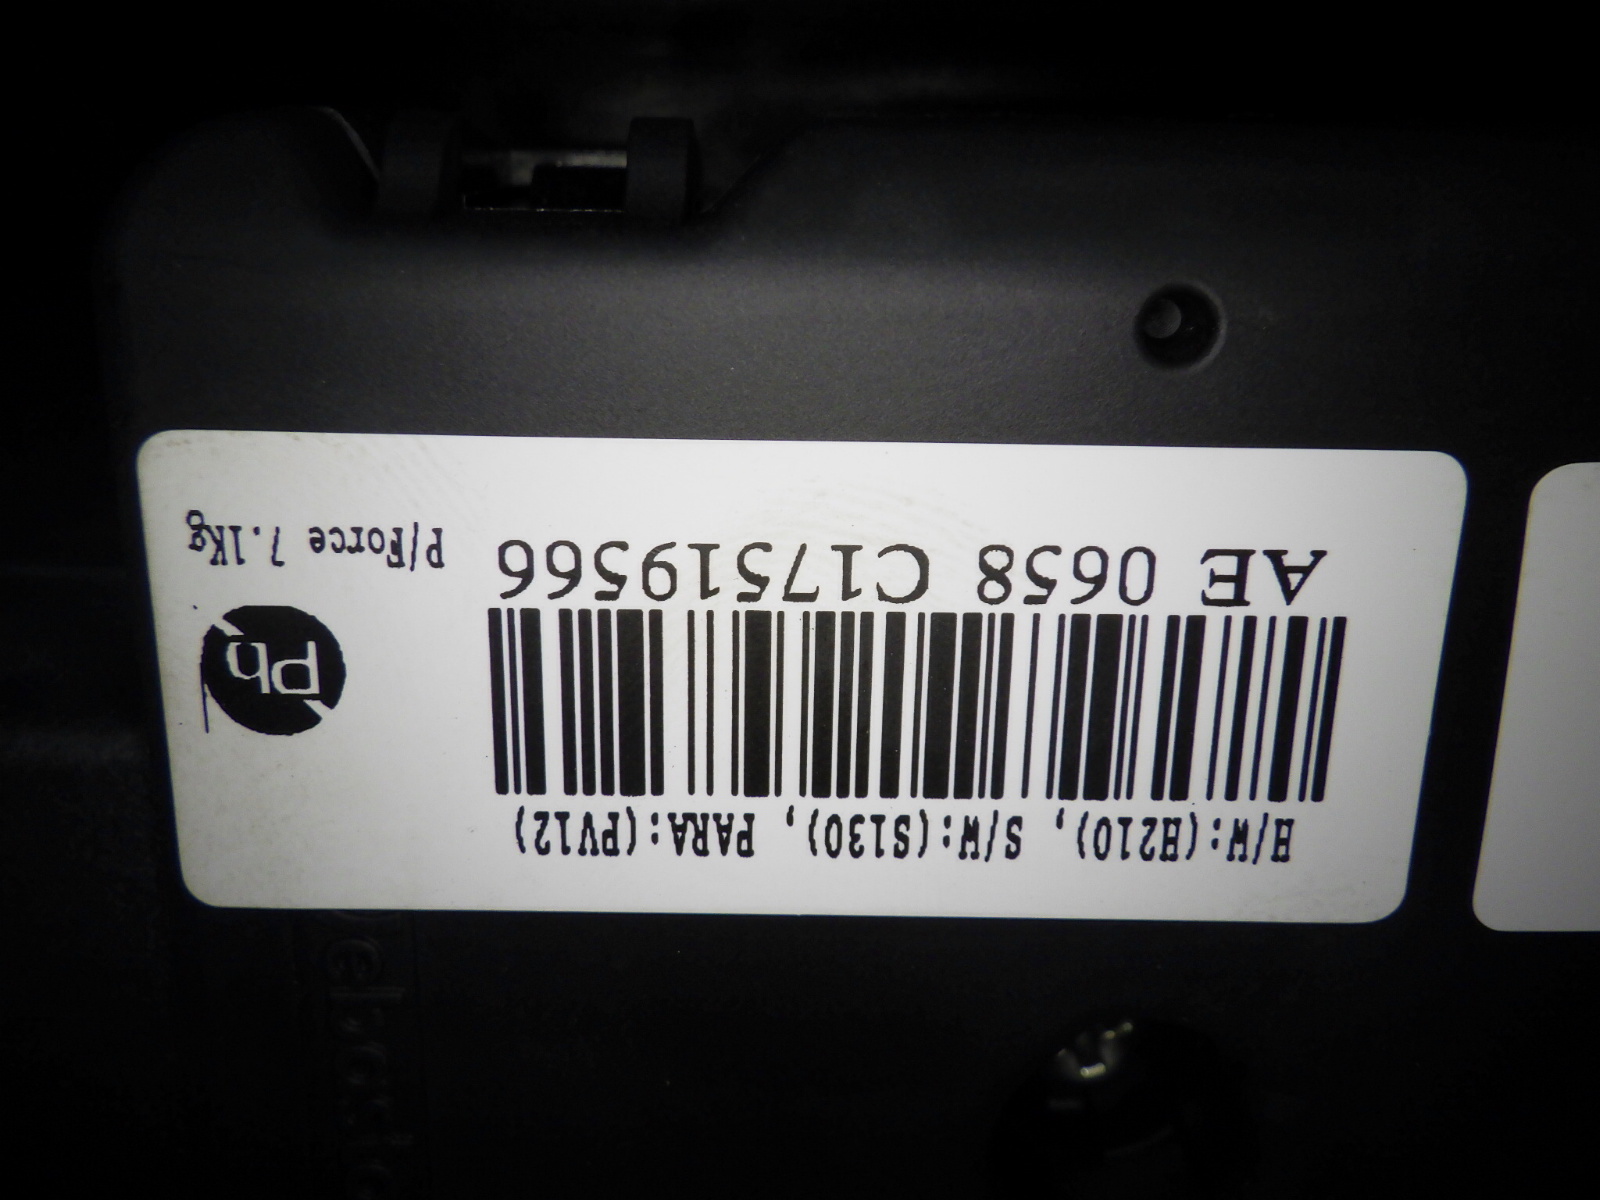 H/W:(H210), S/W:(S130), PARA:(PV12)
AE 0658 C17519566
Pb
P/Force 7.1Kg